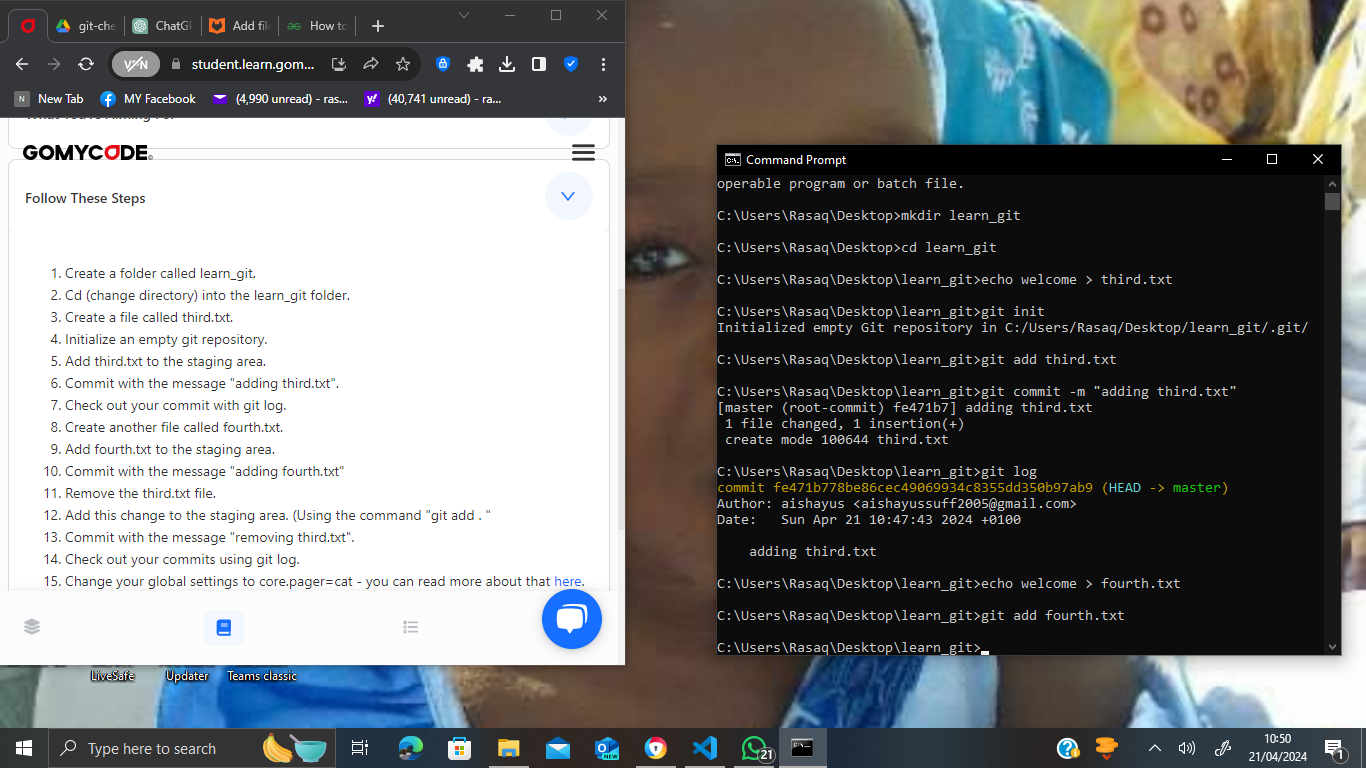 git-che
ChatGP
Add file
How to
VPN
student.learn.gom...
New Tab
MY Facebook
(4,990 unread) - ras...
(40,741 unread) - ra...
»
GOMYCODE
Follow These Steps
1. Create a folder called learn_git.
2. Cd (change directory) into the learn_git folder.
3. Create a file called third.txt.
4. Initialize an empty git repository.
5. Add third.txt to the staging area.
6. Commit with the message "adding third.txt".
7. Check out your commit with git log.
8. Create another file called fourth.txt.
9. Add fourth.txt to the staging area.
10. Commit with the message "adding fourth.txt"
11. Remove the third.txt file.
12. Add this change to the staging area. (Using the command "git add . "
13. Commit with the message "removing third.txt".
14. Check out your commits using git log.
15. Change your global settings to core.pager=cat - you can read more about that here.
Command Prompt
operable program or batch file.
C:\Users\Rasaq\Desktop>mkdir learn_git
C:\Users\Rasaq\Desktop>cd learn_git
C:\Users\Rasaq\Desktop\learn_git>echo welcome > third.txt
C:\Users\Rasaq\Desktop\learn_git>git init
Initialized empty Git repository in C:/Users/Rasaq/Desktop/learn_git/.git/
C:\Users\Rasaq\Desktop\learn_git>git add third.txt
C:\Users\Rasaq\Desktop\learn_git>git commit -m "adding third.txt"
[master (root-commit) fe471b7] adding third.txt
1 file changed, 1 insertion(+)
create mode 100644 third.txt
C:\Users\Rasaq\Desktop\learn_git>git log
commit fe471b778be86cec49069934c8355dd350b97ab9 (HEAD -> master)
Author: aishayus <aishayussuff2005@gmail.com>
Date:   Sun Apr 21 10:47:43 2024 +0100
adding third.txt
C:\Users\Rasaq\Desktop\learn_git>echo welcome > fourth.txt
C:\Users\Rasaq\Desktop\learn_git>git add fourth.txt
C:\Users\Rasaq\Desktop\learn_git>
LiveSafe
Updater
Teams classic
Type here to search
NEW
21
10:50
21/04/2024
1